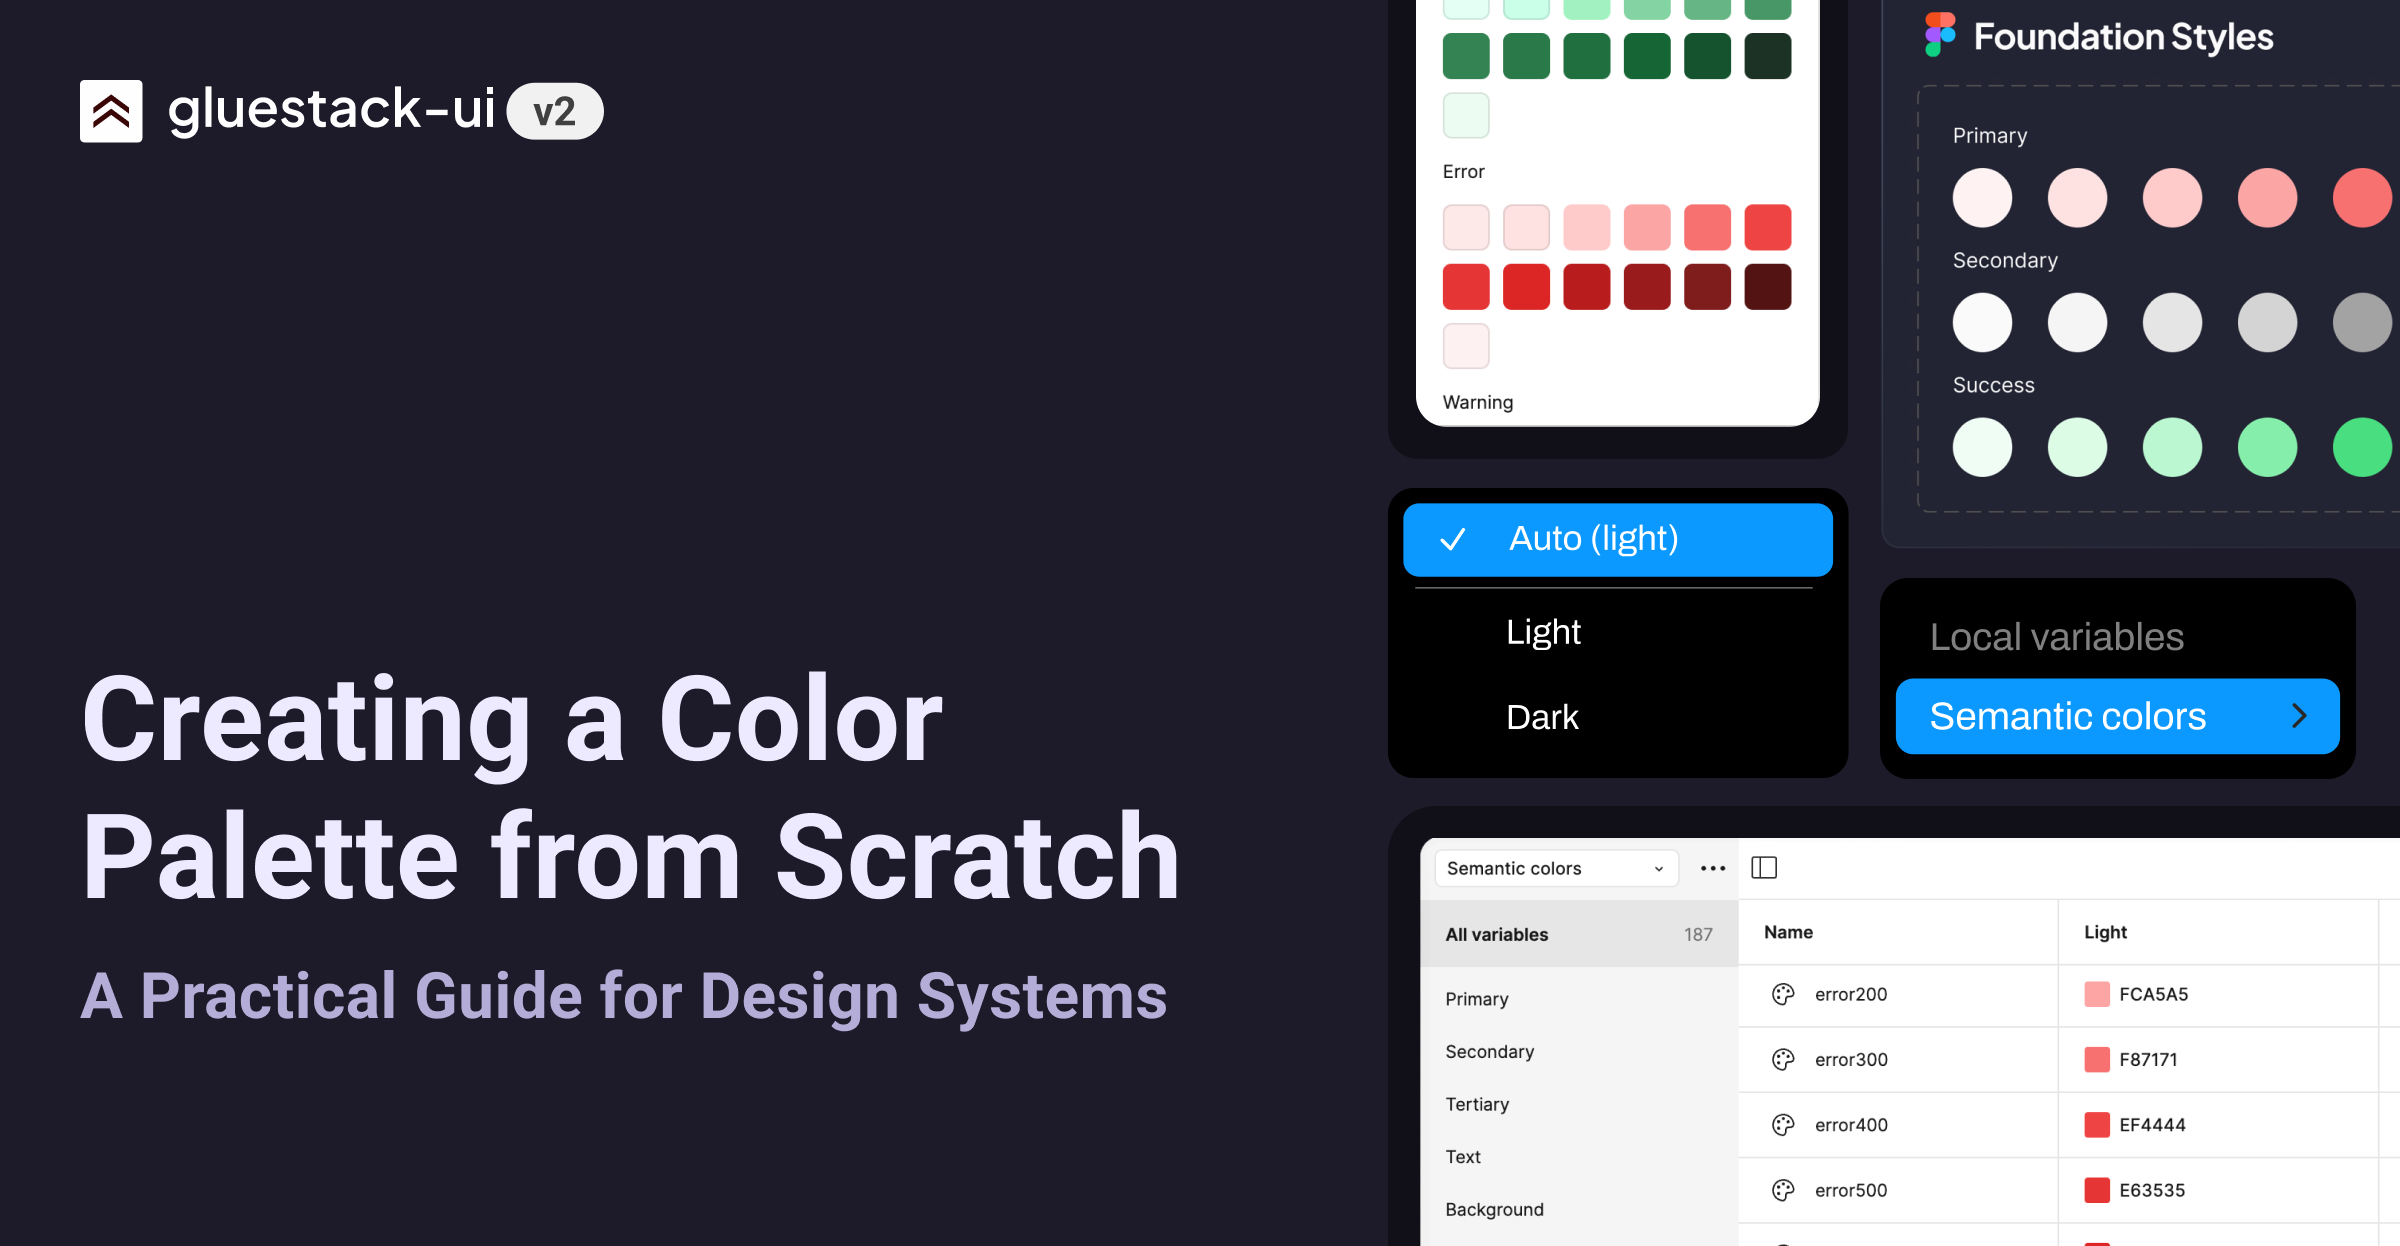 gluestack-ui v2
Creating a Color
Palette from Scratch
A Practical Guide for Design Systems
Error
Warning
Foundation Styles
Primary
Secondary
Success
Auto (light)
Light
Dark
Local variables
Semantic colors
Semantic colors
All variables 187
Primary
Secondary
Tertiary
Text
Background
Name Light
error200 FCA5A5
error300 F87171
error400 EF4444
error500 E63535